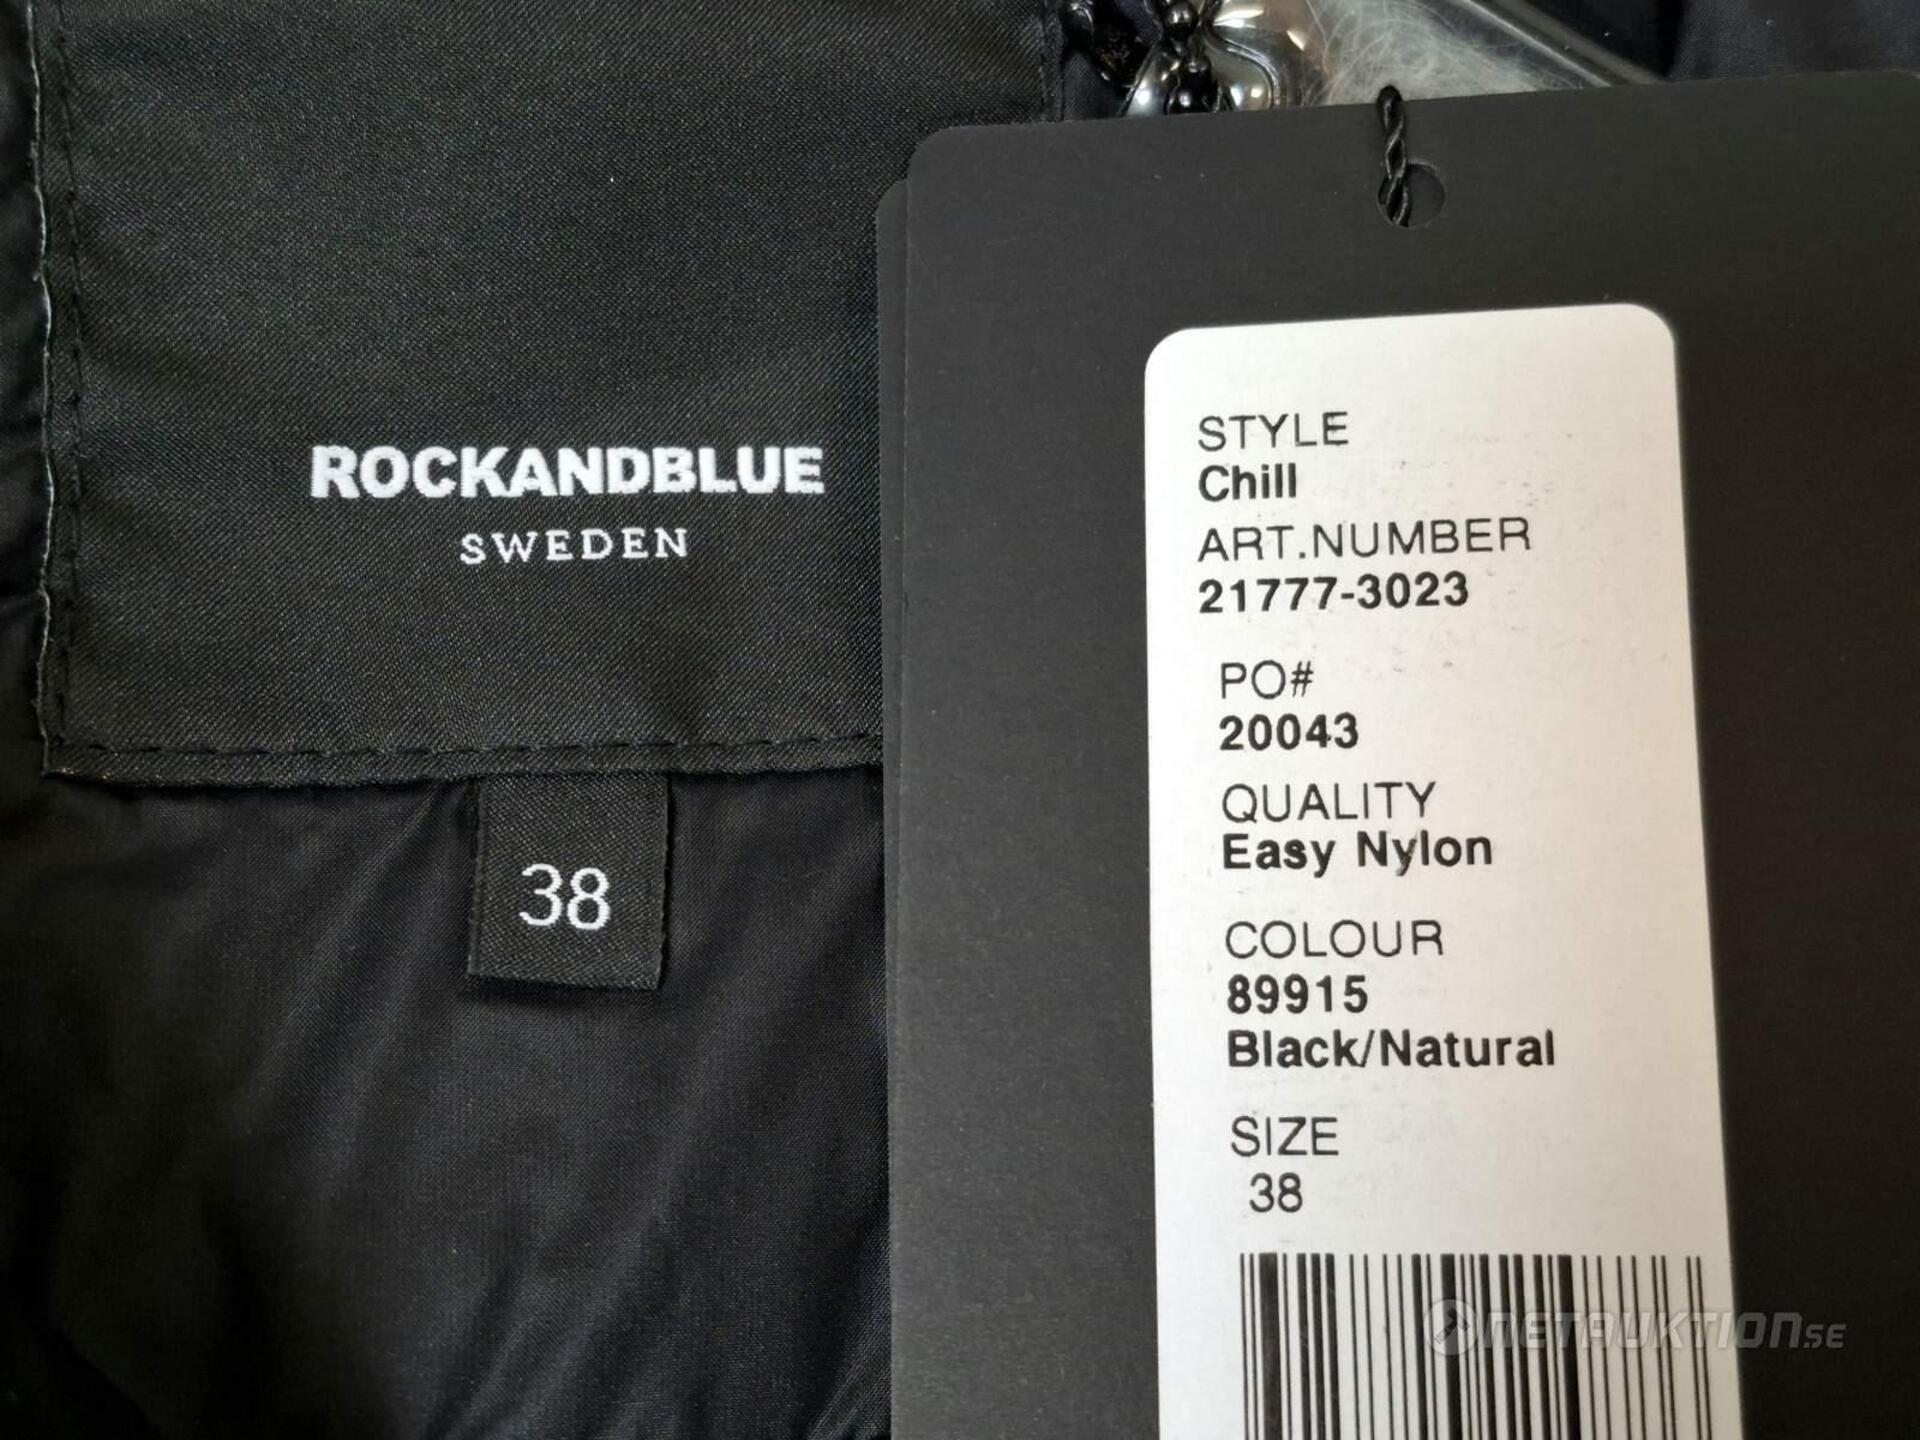 ROCKANDBLUE
SWEDEN
38
STYLE
Chill
ART.NUMBER
21777-3023
PO#
20043
QUALITY
Easy Nylon
COLOUR
89915
Black/Natural
SIZE
38
NETAUKTION.SE